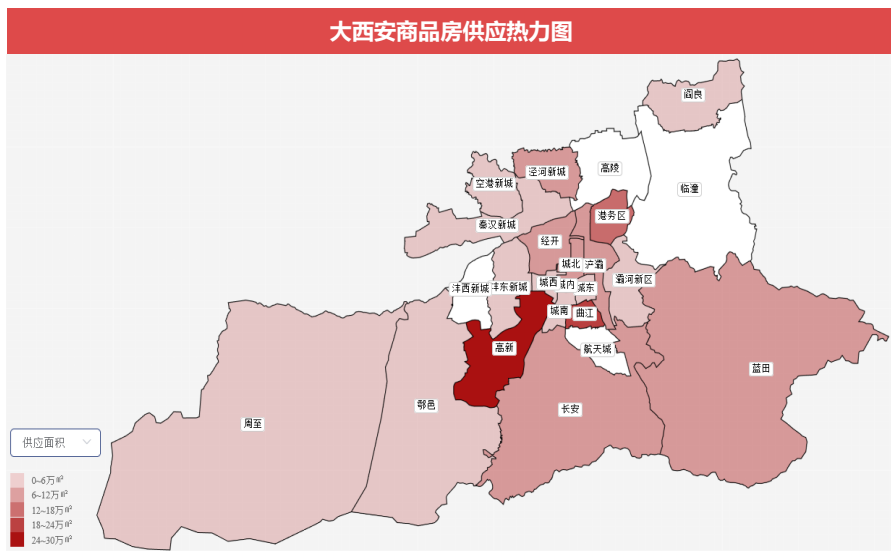 大西安商品房供应热力图
阎良
泾河新城
高陵
空港新城
临潼
港务区
秦汉新城
经开
城北
浐灞
灞河新区
沣西新城
沣东新城
城西
城内
城东
城南
曲江
高新
航天城
蓝田
鄠邑
长安
周至
供应面积
0~6万㎡
6~12万㎡
12~18万㎡
18~24万㎡
24~30万㎡